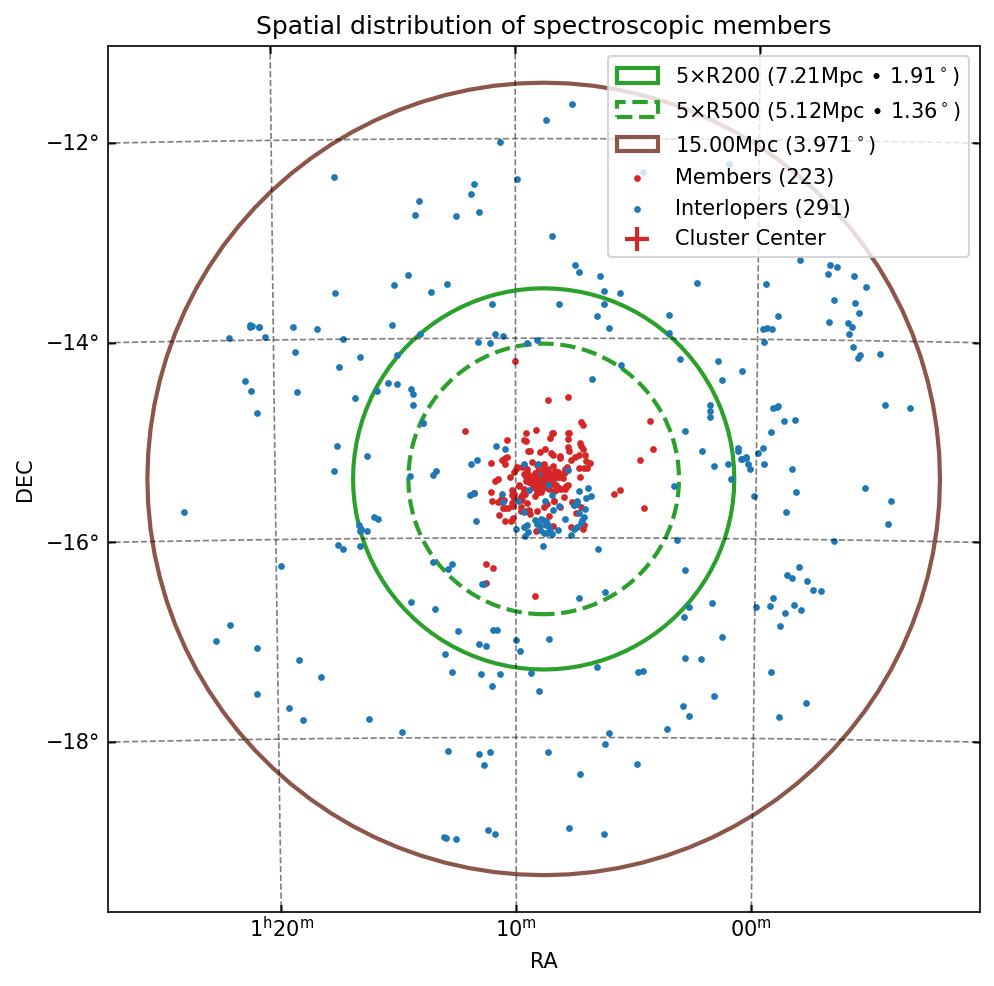 Spatial distribution of spectroscopic members
5×R200 (7.21Mpc • 1.91°)
5×R500 (5.12Mpc • 1.36°)
15.00Mpc (3.971°)
Members (223)
Interlopers (291)
Cluster Center
−12°
−14°
−16°
−18°
DEC
1ʰ20ᵐ 10ᵐ 00ᵐ
RA